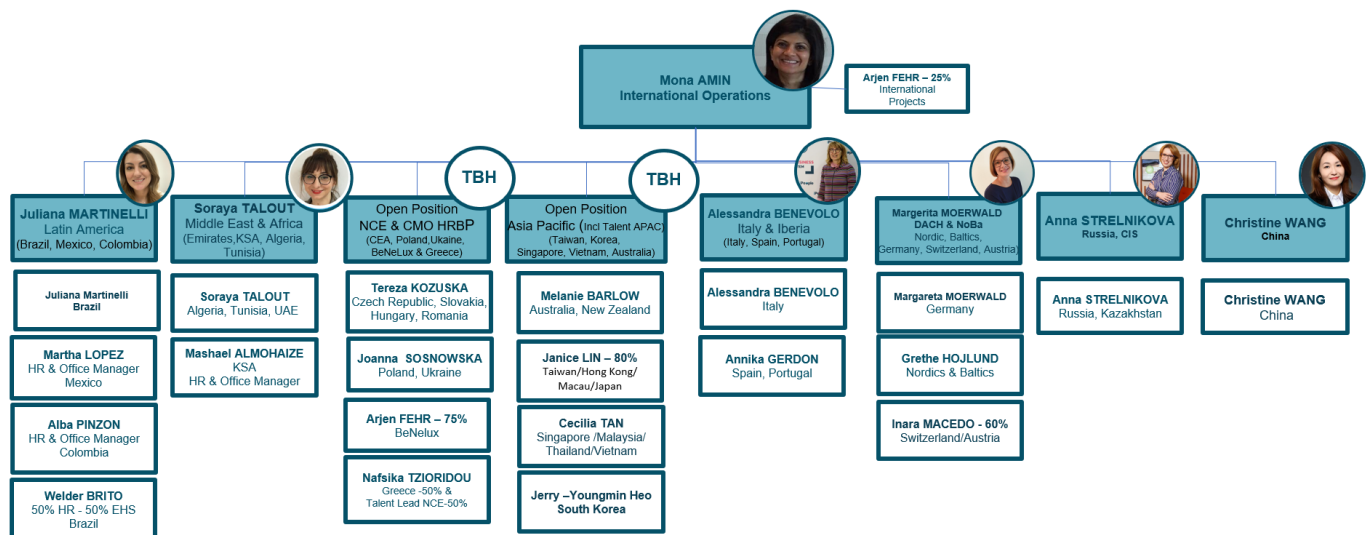 Mona AMIN
International Operations
Arjen FEHR – 25%
International
Projects
TBH
TBH
Juliana MARTINELLI
Latin America
(Brazil, Mexico, Colombia)
Soraya TALOUT
Middle East & Africa
(Emirates,KSA, Algeria,
Tunisia)
Open Position
NCE & CMO HRBP
(CEA, Poland,Ukaine,
BeNeLux & Greece)
Open Position
Asia Pacific (Incl Talent APAC)
(Taiwan, Korea,
Singapore, Vietnam, Australia)
Alessandra BENEVOLO
Italy & Iberia
(Italy, Spain, Portugal)
Margerita MOERWALD
DACH & NoBa
Nordic, Baltics,
Germany, Switzerland, Austria)
Anna STRELNIKOVA
Russia, CIS
Christine WANG
China
Juliana Martinelli
Brazil
Martha LOPEZ
HR & Office Manager
Mexico
Alba PINZON
HR & Office Manager
Colombia
Welder BRITO
50% HR - 50% EHS
Brazil
Soraya TALOUT
Algeria, Tunisia, UAE
Mashael ALMOHAIZE
KSA
HR & Office Manager
Tereza KOZUSKA
Czech Republic, Slovakia,
Hungary, Romania
Joanna SOSNOWSKA
Poland, Ukraine
Arjen FEHR – 75%
BeNelux
Nafsika TZIORIDOU
Greece -50% &
Talent Lead NCE-50%
Melanie BARLOW
Australia, New Zealand
Janice LIN – 80%
Taiwan/Hong Kong/
Macau/Japan
Cecilia TAN
Singapore /Malaysia/
Thailand/Vietnam
Jerry –Youngmin Heo
South Korea
Alessandra BENEVOLO
Italy
Annika GERDON
Spain, Portugal
Margareta MOERWALD
Germany
Grethe HOJLUND
Nordics & Baltics
Inara MACEDO - 60%
Switzerland/Austria
Anna STRELNIKOVA
Russia, Kazakhstan
Christine WANG
China